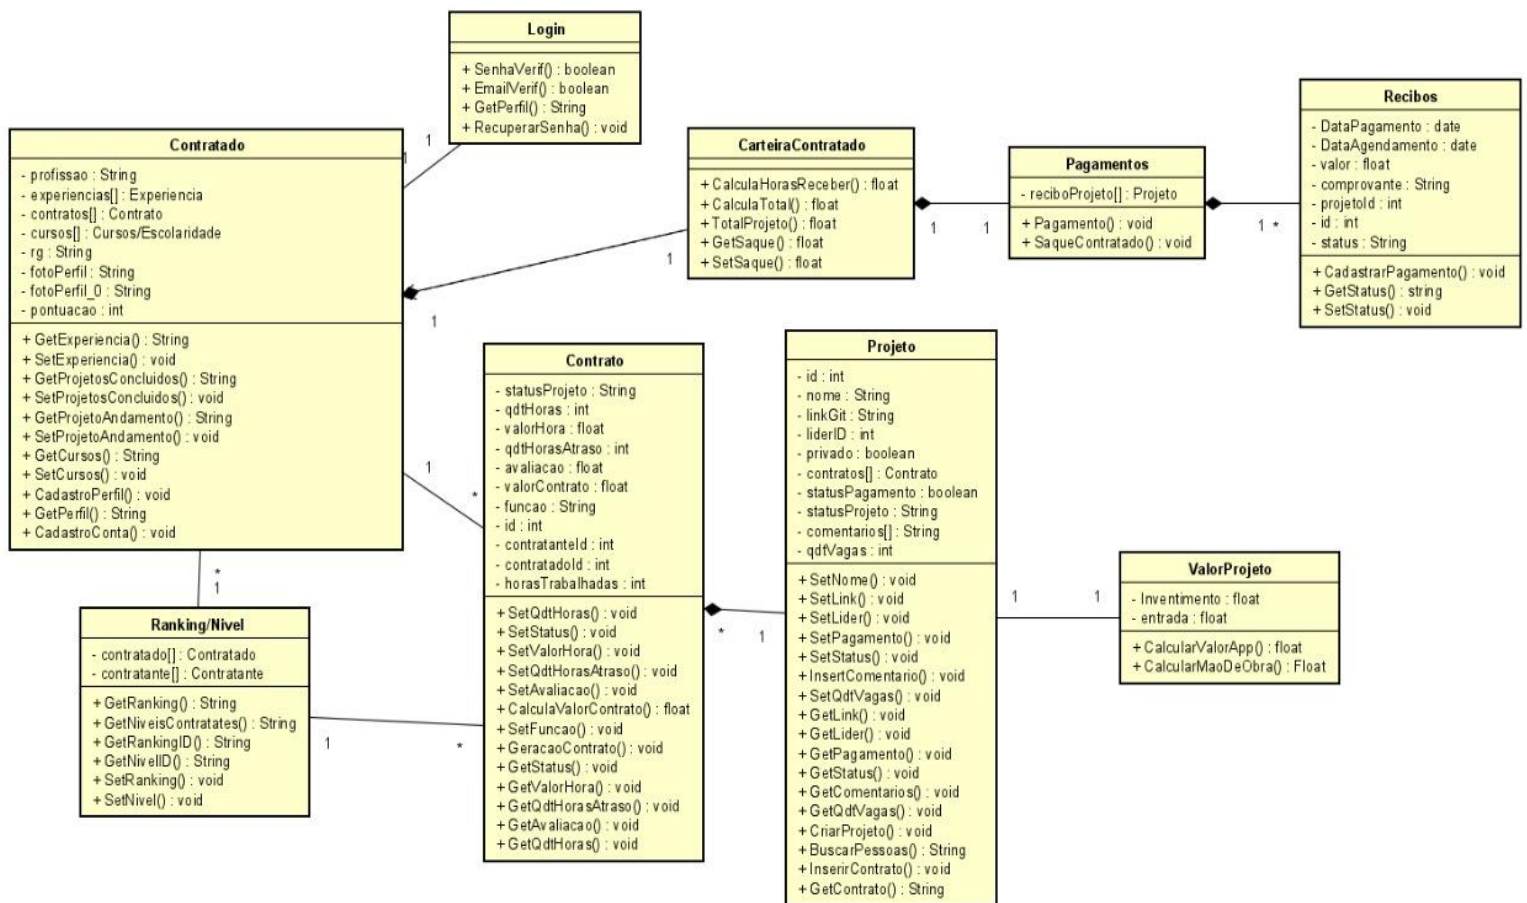 Login
+ SenhaVerif() : boolean
+ EmailVerif() : boolean
+ GetPerfil() : String
+ RecuperarSenha() : void
1
1
Contratado
- profissao : String
- experiencias[] : Experiencia
- contratos[] : Contrato
- cursos[] : Cursos/Escolaridade
- rg : String
- fotoPerfil : String
- fotoPerfil_0 : String
- pontuacao : int
+ GetExperiencia() : String
+ SetExperiencia() : void
+ GetProjetosConcluidos() : String
+ SetProjetosConcluidos() : void
+ GetProjetoAndamento() : String
+ SetProjetoAndamento() : void
+ GetCursos() : String
+ SetCursos() : void
+ CadastroPerfil() : void
+ GetPerfil() : String
+ CadastroConta() : void
CarteiraContratado
+ CalculaHorasReceber() : float
+ CalculaTotal() : float
+ TotalProjeto() : float
+ GetSaque() : float
+ SetSaque() : float
1
1
1
1
Pagamentos
- reciboProjeto[] : Projeto
+ Pagamento() : void
+ SaqueContratado() : void
1 *
Recibos
- DataPagamento : date
- DataAgendamento : date
- valor : float
- comprovante : String
- projetoId : int
- id : int
- status : String
+ CadastrarPagamento() : void
+ GetStatus() : string
+ SetStatus() : void
Contrato
- statusProjeto : String
- qdtHoras : int
- valorHora : float
- qdtHorasAtraso : int
- avaliacao : float
- valorContrato : float
- funcao : String
- id : int
- contratanteId : int
- contratadoId : int
- horasTrabalhadas : int
+ SetQdtHoras() : void
+ SetStatus() : void
+ SetValorHora() : void
+ SetQdtHorasAtraso() : void
+ SetAvaliacao() : void
+ CalculaValorContrato() : float
+ SetFuncao() : void
+ GeracaoContrato() : void
+ GetStatus() : void
+ GetValorHora() : void
+ GetQdtHorasAtraso() : void
+ GetAvaliacao() : void
+ GetQdtHoras() : void
1
*
Projeto
- id : int
- nome : String
- linkGit : String
- liderID : int
- privado : boolean
- contratos[] : Contrato
- statusPagamento : boolean
- statusProjeto : String
- comentarios[] : String
- qdtVagas : int
+ SetNome() : void
+ SetLink() : void
+ SetLider() : void
+ SetPagamento() : void
+ SetStatus() : void
+ InsertComentario() : void
+ SetQdtVagas() : void
+ GetLink() : void
+ GetLider() : void
+ GetPagamento() : void
+ GetStatus() : void
+ GetComentarios() : void
+ GetQdtVagas() : void
+ CriarProjeto() : void
+ BuscarPessoas() : String
+ InserirContrato() : void
+ GetContrato() : String
*
1
1
1
ValorProjeto
- Inventimento : float
- entrada : float
+ CalcularValorApp() : float
+ CalcularMaoDeObra() : Float
*
1
Ranking/Nivel
- contratado[] : Contratado
- contratante[] : Contratante
+ GetRanking() : String
+ GetNiveisContratates() : String
+ GetRankingID() : String
+ GetNivelID() : String
+ SetRanking() : void
+ SetNivel() : void
1
*